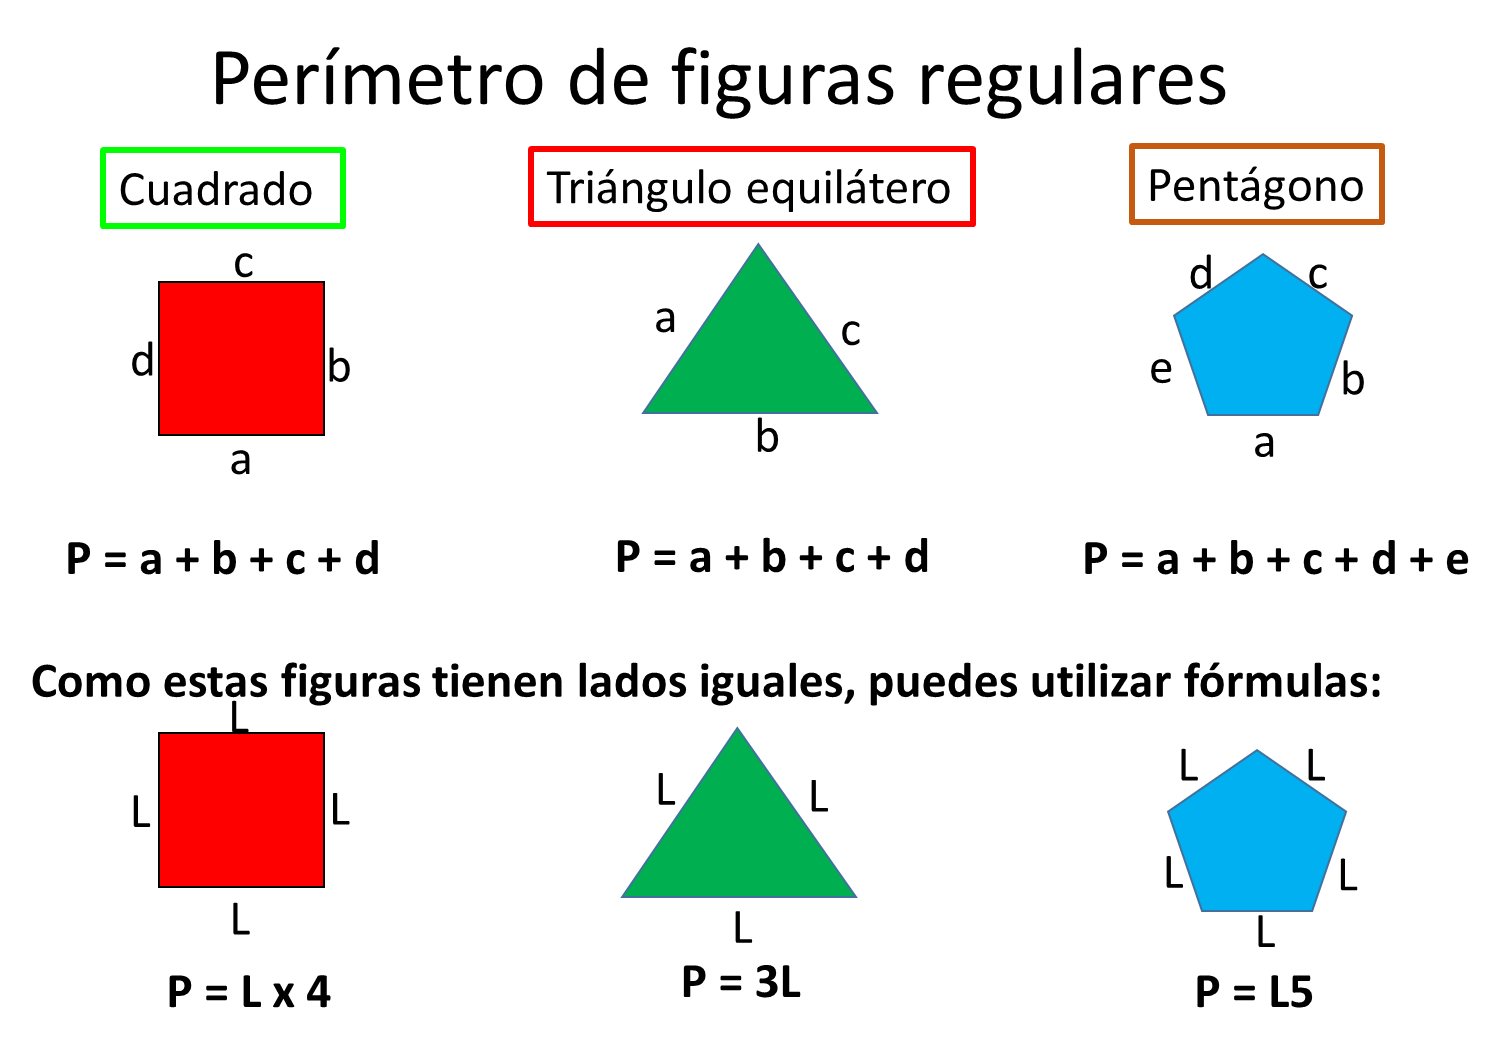 Perímetro de figuras regulares
Cuadrado
Triángulo equilátero
Pentágono
c
d
b
a
a
c
b
d
c
e
b
a
P = a + b + c + d
P = a + b + c + d
P = a + b + c + d + e
Como estas figuras tienen lados iguales, puedes utilizar fórmulas:
L
L
L
L
L
L
L
L
L
L
L
L
P = L x 4
P = 3L
P = L5